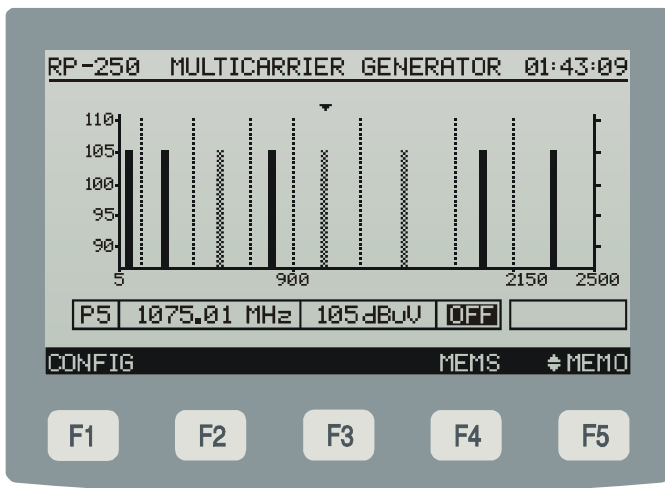 RP-250 MULTICARRIER GENERATOR 01:43:09
110
105
100
95
90
5 900 2150 2500
P5 1075.01 MHz 105dBuV OFF
CONFIG MEMS MEMO
F1 F2 F3 F4 F5